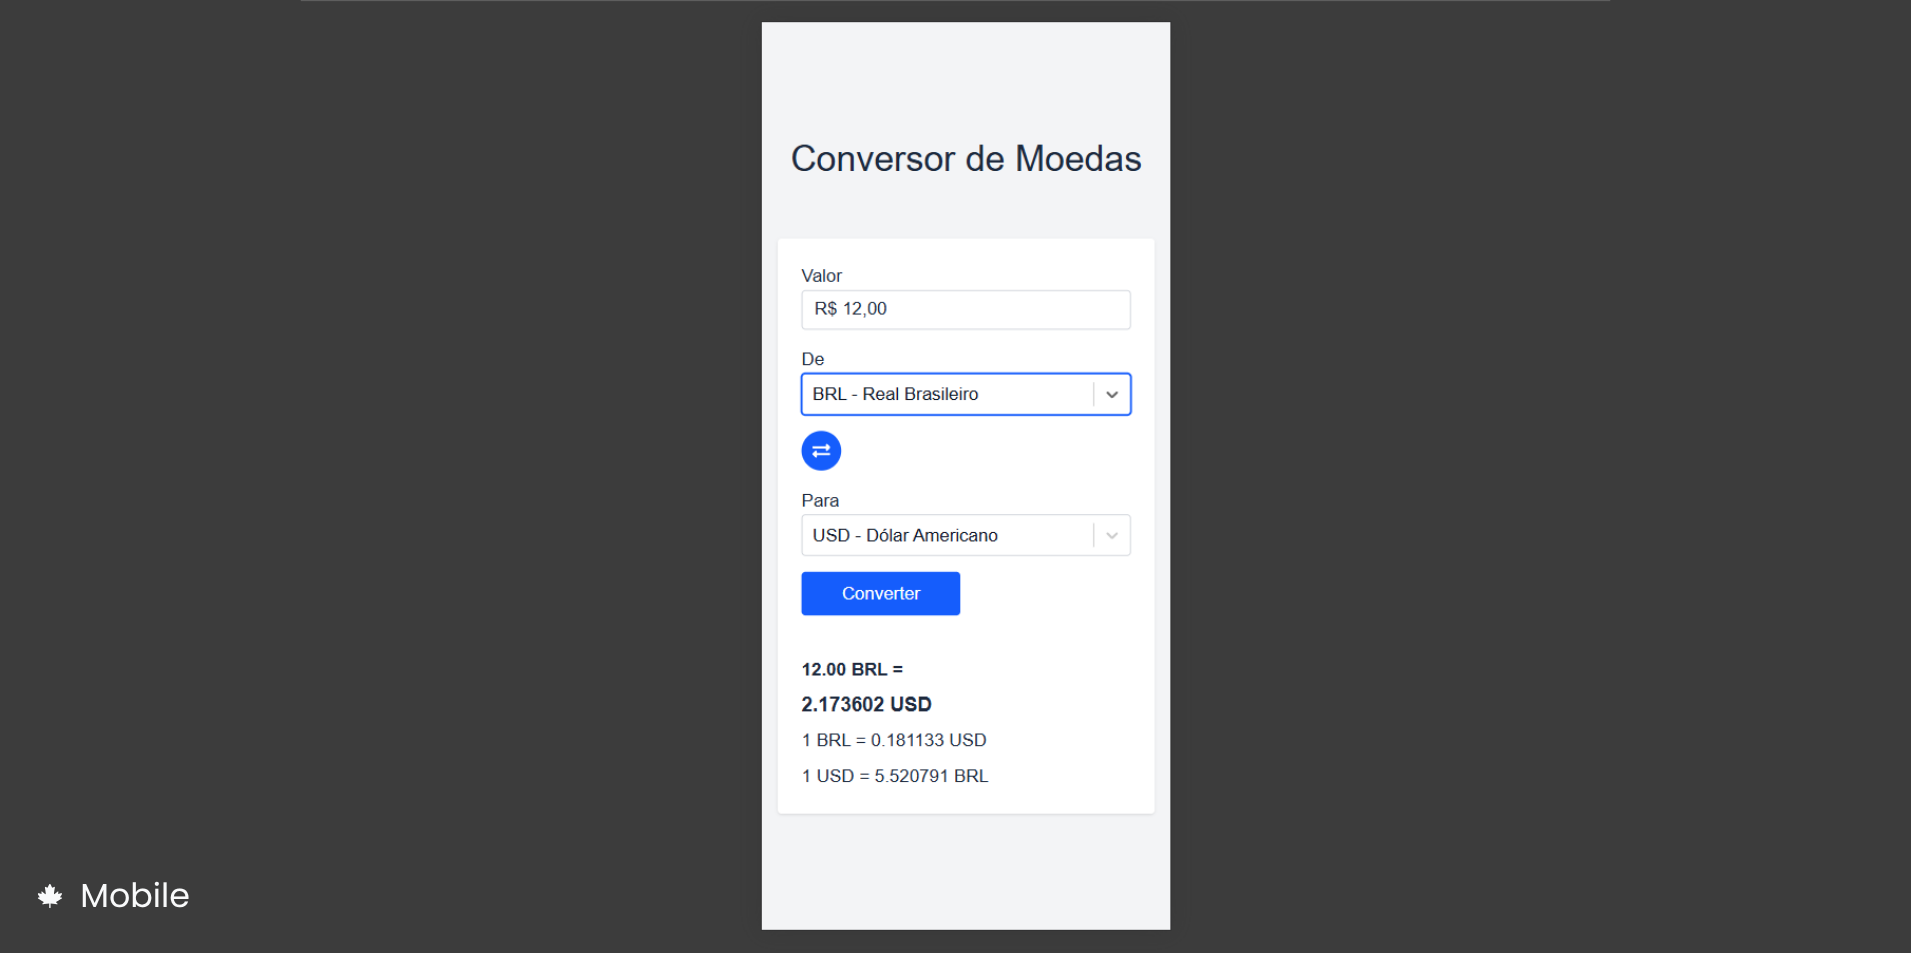 Conversor de Moedas
Valor
R$ 12,00
De
BRL - Real Brasileiro
Para
USD - Dólar Americano
Converter
12.00 BRL =
2.173602 USD
1 BRL = 0.181133 USD
1 USD = 5.520791 BRL
Mobile